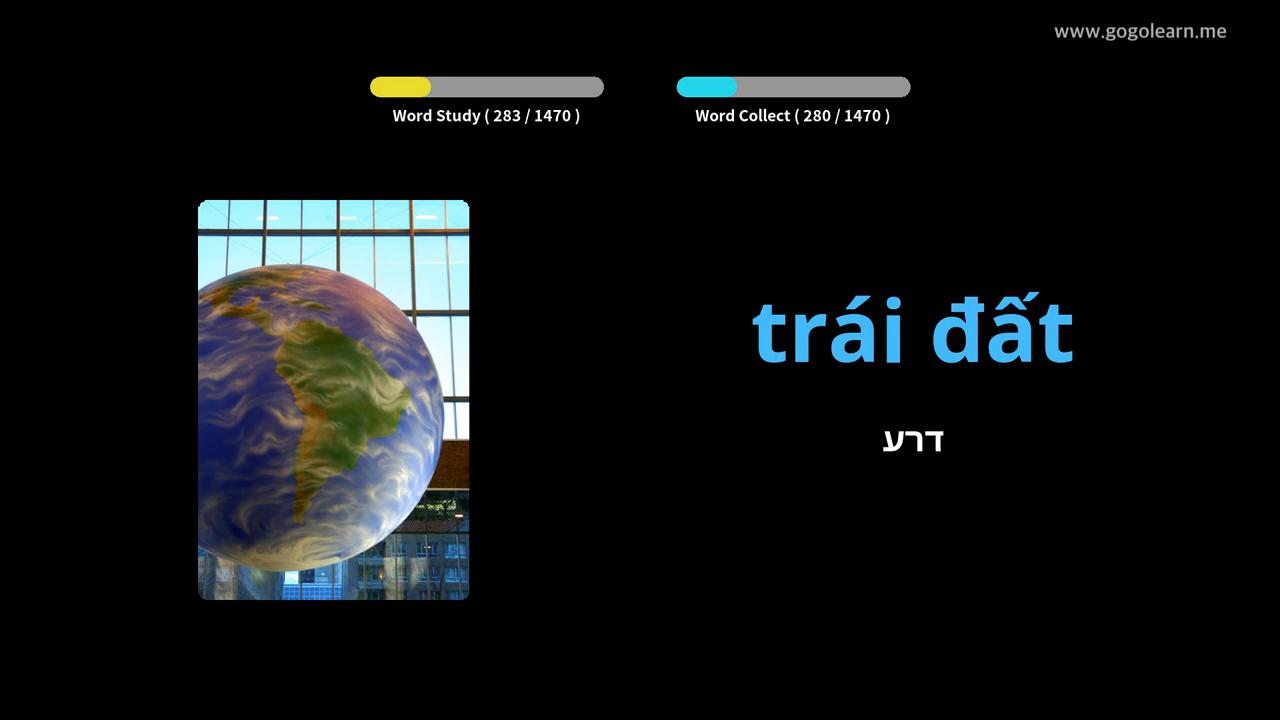 www.gogolearn.me
Word Study ( 283 / 1470 )
Word Collect ( 280 / 1470 )
trái đất
דרע